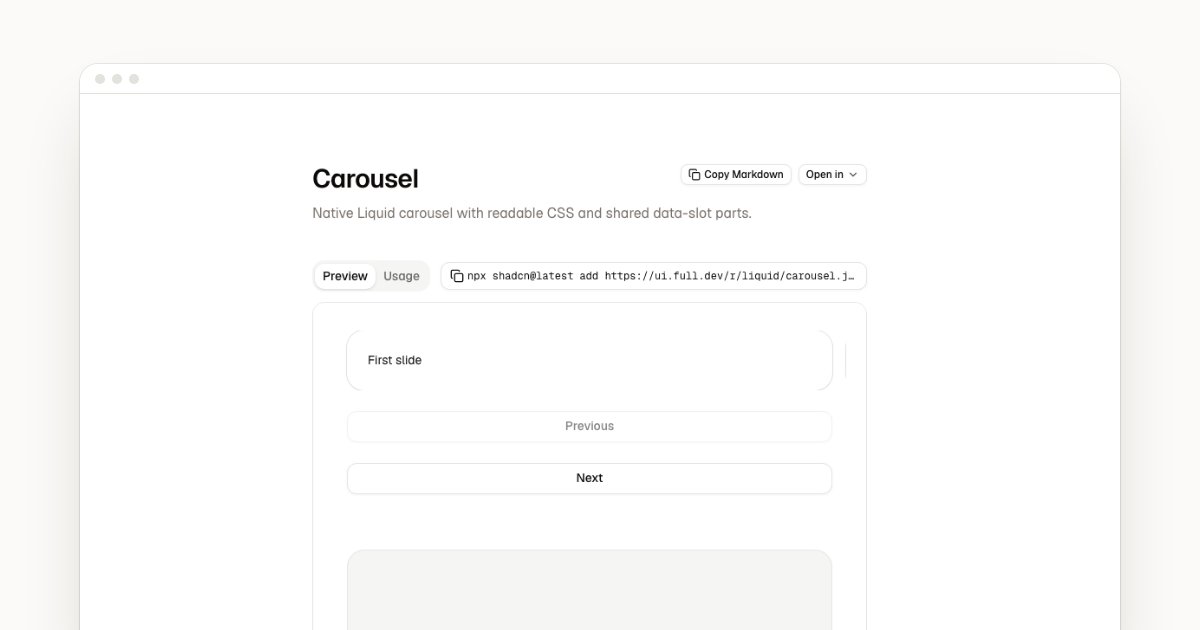 Carousel
Copy Markdown
Open in
Native Liquid carousel with readable CSS and shared data-slot parts.
Preview
Usage
npx shadcn@latest add https://ui.full.dev/r/liquid/carousel.j…
First slide
Previous
Next